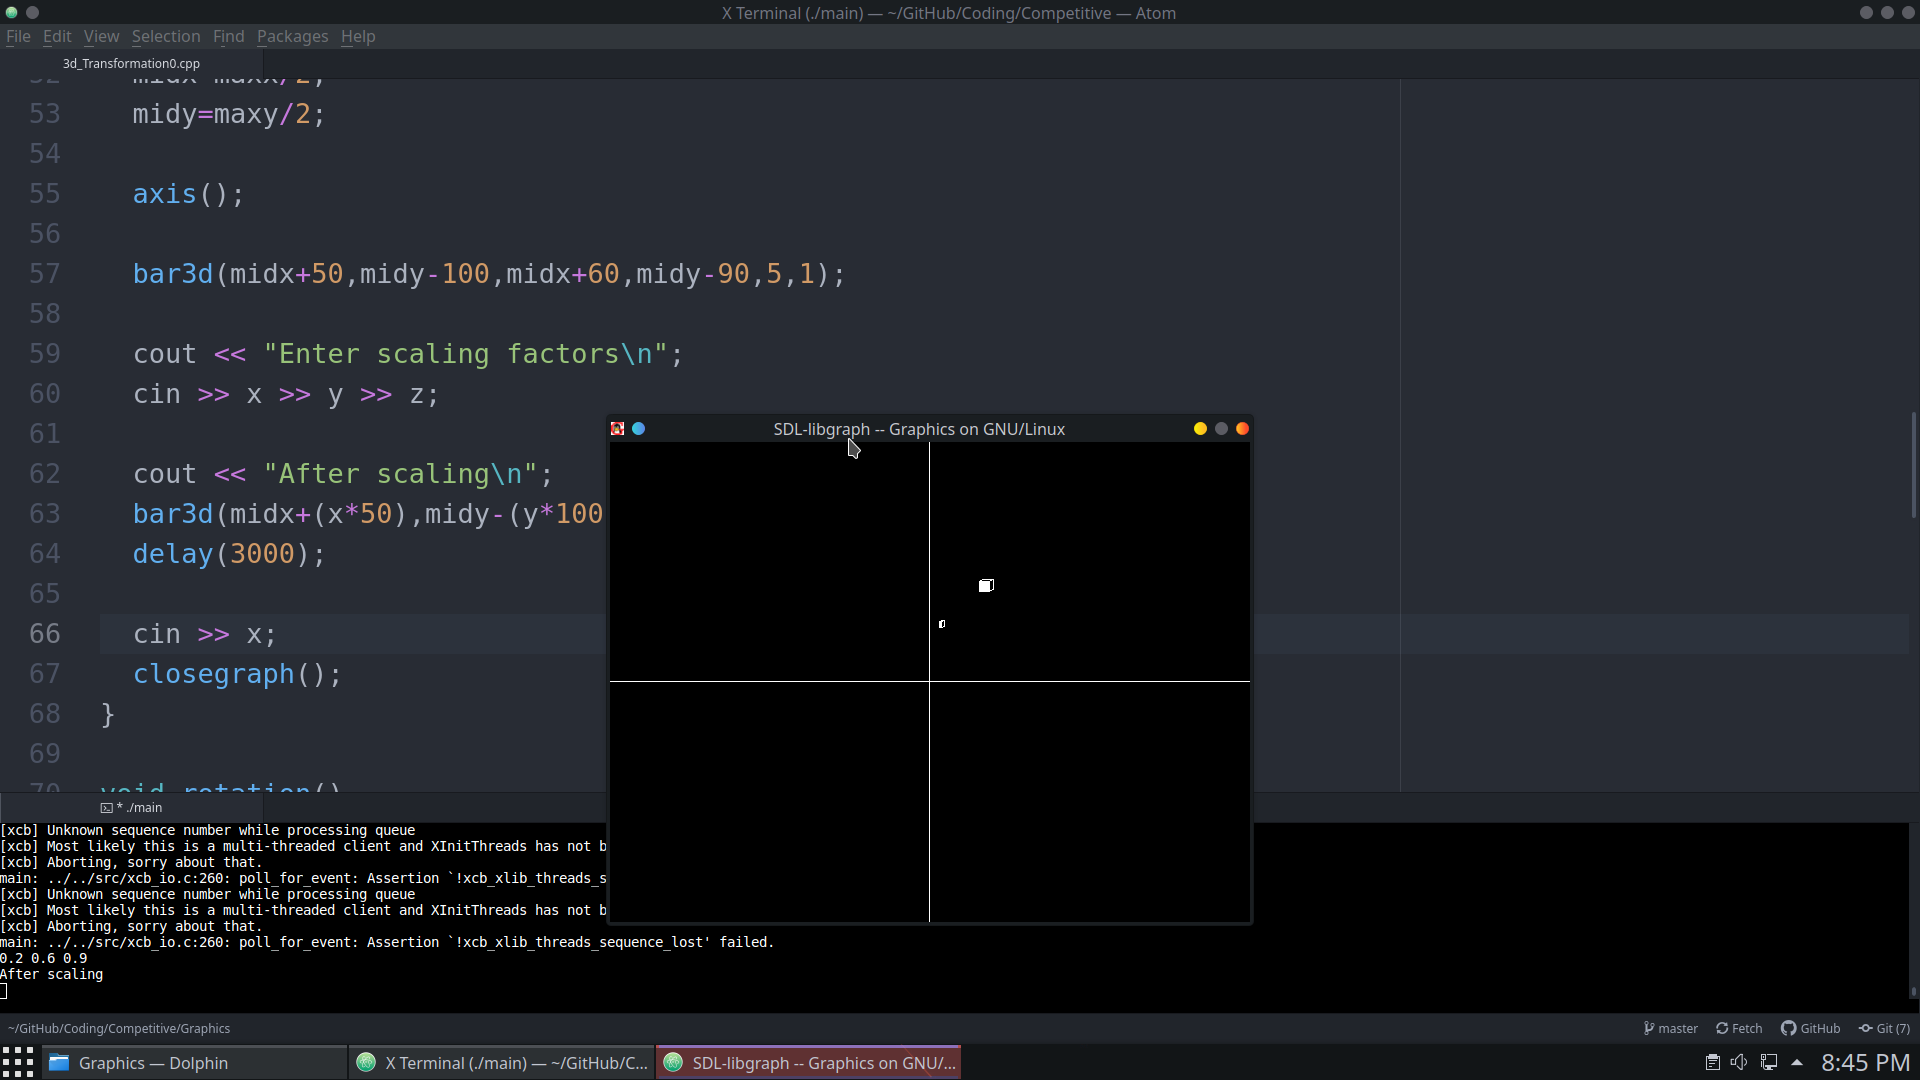 X Terminal (./main) — ~/GitHub/Coding/Competitive — Atom
File Edit View Selection Find Packages Help
3d_Transformation0.cpp
53 midy=maxy/2;
54
55 axis();
56
57 bar3d(midx+50,midy-100,midx+60,midy-90,5,1);
58
59 cout << "Enter scaling factors\n";
60 cin >> x >> y >> z;
61
62 cout << "After scaling\n";
63 bar3d(midx+(x*50),midy-(y*100
64 delay(3000);
65
66 cin >> x;
67 closegraph();
68 }
69
70 void rotation()
SDL-libgraph -- Graphics on GNU/Linux
* ./main
[xcb] Unknown sequence number while processing queue
[xcb] Most likely this is a multi-threaded client and XInitThreads has not b
[xcb] Aborting, sorry about that.
main: ../../src/xcb_io.c:260: poll_for_event: Assertion `!xcb_xlib_threads_s
[xcb] Unknown sequence number while processing queue
[xcb] Most likely this is a multi-threaded client and XInitThreads has not b
[xcb] Aborting, sorry about that.
main: ../../src/xcb_io.c:260: poll_for_event: Assertion `!xcb_xlib_threads_sequence_lost' failed.
0.2 0.6 0.9
After scaling
~/GitHub/Coding/Competitive/Graphics
master Fetch GitHub Git (7)
Graphics — Dolphin
X Terminal (./main) — ~/GitHub/C...
SDL-libgraph -- Graphics on GNU/...
8:45 PM